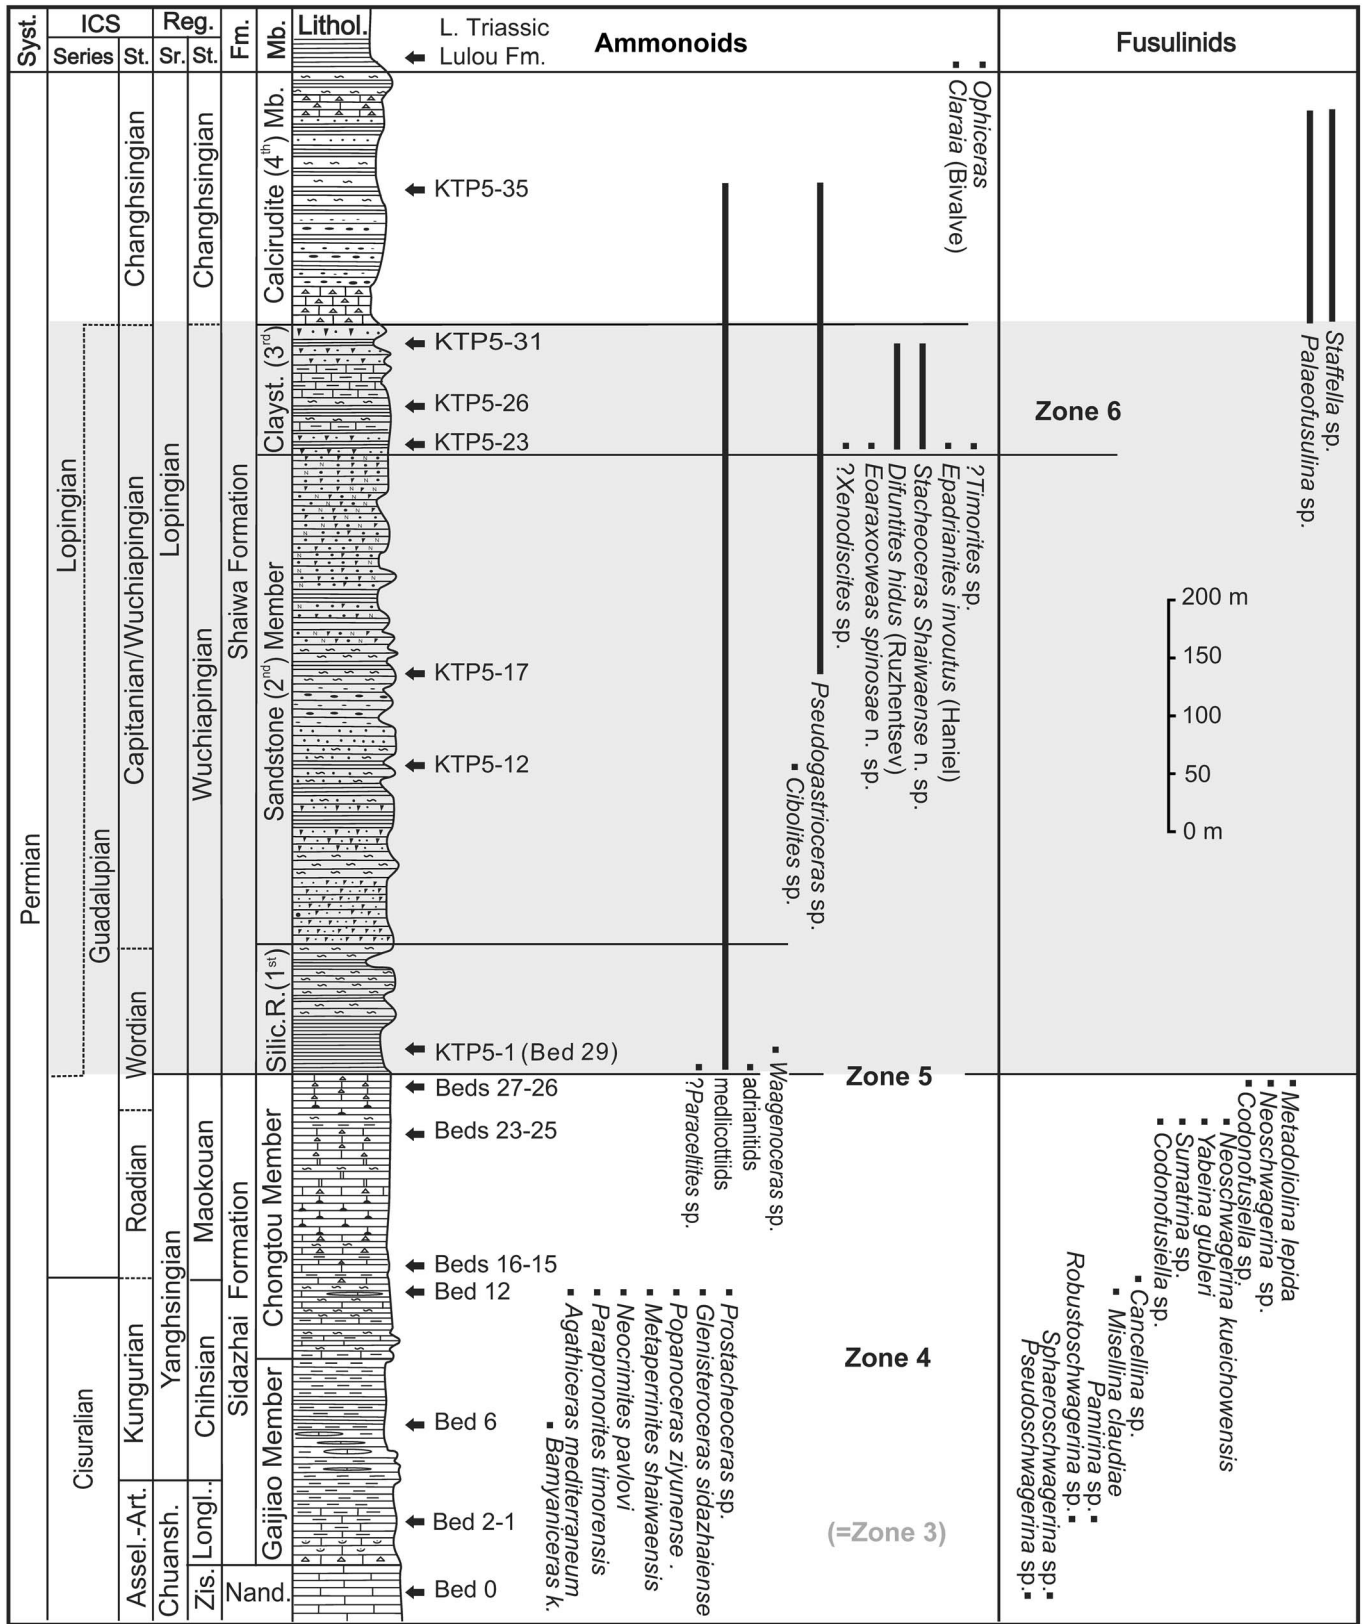 Syst.
ICS
Reg.
Fm.
Mb.
Lithol.
Series
St.
Sr.
St.
L. Triassic
Lulou Fm.
Ammonoids
Fusulinids
Permian
Lopingian
Guadalupian
Cisuralian
Changhsingian
Capitanian/Wuchiapingian
Wordian
Roadian
Kungurian
Assel.-Art.
Lopingian
Yanghsingian
Chuansh.
Changhsingian
Wuchiapingian
Maokouan
Chihsian
Longl.
Zis.
Shaiwa Formation
Sidazhai Formation
Nand.
Calcirudite (4th) Mb.
Clayst. (3rd)
Sandstone (2nd) Member
Silic.R.(1st)
Chongtou Member
Gaijiao Member
KTP5-35
KTP5-31
KTP5-26
KTP5-23
KTP5-17
KTP5-12
KTP5-1 (Bed 29)
Beds 27-26
Beds 23-25
Beds 16-15
Bed 12
Bed 6
Bed 2-1
Bed 0
Ophiceras
Claraia (Bivalve)
?Timorites sp.
Epadrianites invoutus (Haniel)
Stacheoceras Shaiwaense n. sp.
Difuntites hidus (Ruzhentsev)
Eoaraxocweas spinosae n. sp.
?Xenodiscites sp.
Pseudogastrioceras sp.
Cibolites sp.
Waagenoceras sp.
adrianitids
medlicottiids
?Paraceltites sp.
Prostacheoceras sp.
Glenisteroceras sidazhaiense
Popanoceras ziyunense .
Metaperrinites shaiwaensis
Neocrimites pavlovi
Parapronorites timorensis
Agathiceras mediterraneum
Bamyaniceras k.
Zone 6
Zone 5
Zone 4
(=Zone 3)
200 m
150
100
50
0 m
Staffella sp.
Palaeofusulina sp.
Metadoliolina lepida
Neoschwagerina sp.
Codonofusiella sp.
Neoschwagerina kueichowensis
Yabeina gubleri
Sumatrina sp.
Codonofusiella sp.
Cancellina sp.
Misellina claudiae
Pamirina sp.
Robustoschwagerina sp.
Sphaeroschwagerina sp.
Pseudoschwagerina sp.